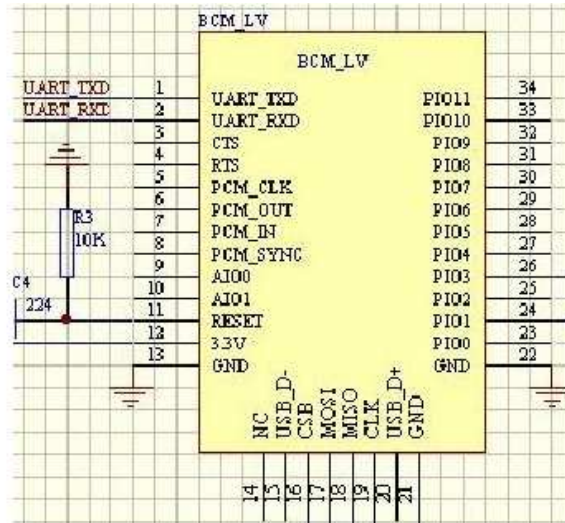 BCM_LV
BCM_LV
UART_TXD 1 UART_TXD PIO11 34
UART_RXD 2 UART_RXD PIO10 33
3 CTS PIO9 32
4 RTS PIO8 31
5 PCM_CLK PIO7 30
6 PCM_OUT PIO6 29
R3 7 PCM_IN PIO5 28
10K 8 PCM_SYNC PIO4 27
9 AIO0 PIO3 26
C4 10 AIO1 PIO2 25
224 11 RESET PIO1 24
12 3.3V PIO0 23
13 GND GND 22
NC USB_D- CSB MOSI MISO CLK USB_D+ GND
14 15 16 17 18 19 20 21